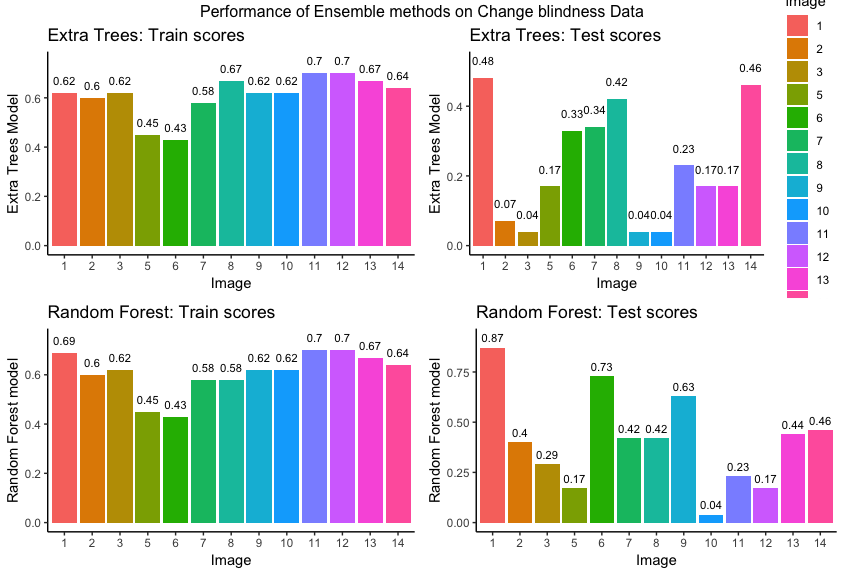 Performance of Ensemble methods on Change blindness Data
Extra Trees: Train scores
Extra Trees Model
0.6
0.4
0.2
0.0
0.62 0.6 0.62 0.45 0.43 0.58 0.67 0.62 0.62 0.7 0.7 0.67 0.64
1 2 3 5 6 7 8 9 10 11 12 13 14
Image
Extra Trees: Test scores
Extra Trees Model
0.4
0.2
0.0
0.48 0.07 0.04 0.17 0.33 0.34 0.42 0.04 0.04 0.23 0.17 0.17 0.46
1 2 3 5 6 7 8 9 10 11 12 13 14
Image
Image
1
2
3
5
6
7
8
9
10
11
12
13
Random Forest: Train scores
Random Forest model
0.6
0.4
0.2
0.0
0.69 0.6 0.62 0.45 0.43 0.58 0.58 0.62 0.62 0.7 0.7 0.67 0.64
1 2 3 5 6 7 8 9 10 11 12 13 14
Image
Random Forest: Test scores
Random Forest model
0.75
0.50
0.25
0.00
0.87 0.4 0.29 0.17 0.73 0.42 0.42 0.63 0.04 0.23 0.17 0.44 0.46
1 2 3 5 6 7 8 9 10 11 12 13 14
Image